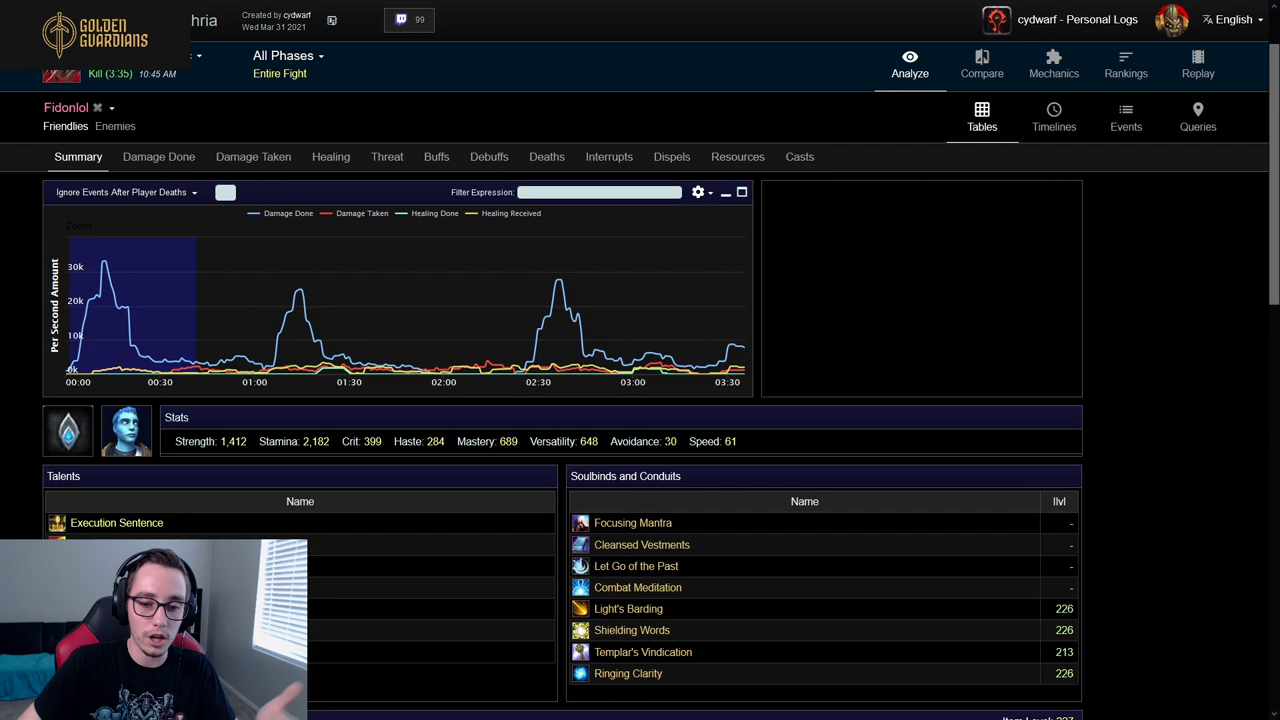 GOLDEN
GUARDIANS
hria
Created by cydwarf
Wed Mar 31 2021
99
cydwarf - Personal Logs
English
Kill (3:35) 10:45 AM
All Phases
Entire Fight
Analyze
Compare
Mechanics
Rankings
Replay
Fidonlol
Friendlies Enemies
Tables
Timelines
Events
Queries
Summary
Damage Done
Damage Taken
Healing
Threat
Buffs
Debuffs
Deaths
Interrupts
Dispels
Resources
Casts
Ignore Events After Player Deaths
Filter Expression:
Damage Done
Damage Taken
Healing Done
Healing Received
Zoom
Per Second Amount
30k
20k
10k
0k
00:00
00:30
01:00
01:30
02:00
02:30
03:00
03:30
Stats
Strength: 1,412 Stamina: 2,182 Crit: 399 Haste: 284 Mastery: 689 Versatility: 648 Avoidance: 30 Speed: 61
Talents
Name
Execution Sentence
Soulbinds and Conduits
Name Ilvl
Focusing Mantra -
Cleansed Vestments -
Let Go of the Past -
Combat Meditation -
Light's Barding 226
Shielding Words 226
Templar's Vindication 213
Ringing Clarity 226